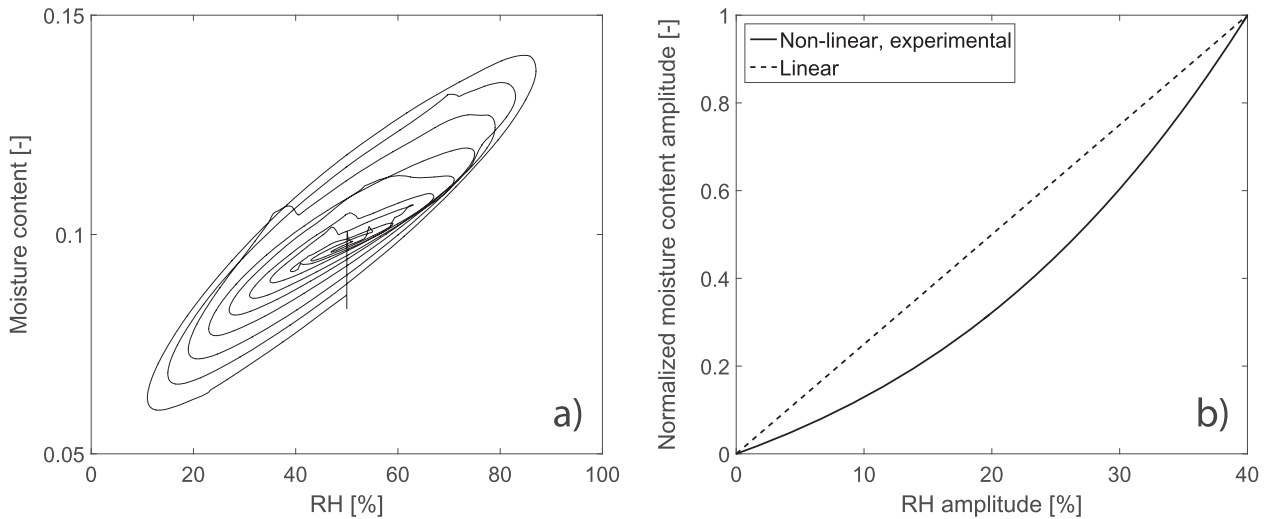 0.15
0.1
0.05
0
20
40
60
80
100
Moisture content [-]
RH [%]
a)
1
0.8
0.6
0.4
0.2
0
0
10
20
30
40
Normalized moisture content amplitude [-]
RH amplitude [%]
Non-linear, experimental
Linear
b)